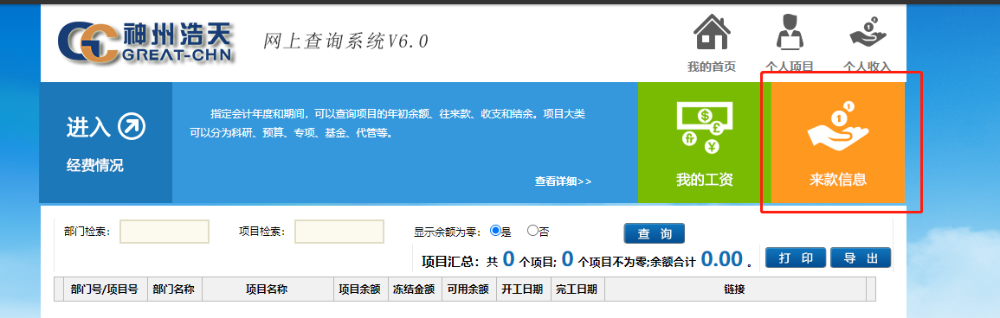 神州浩天
GREAT-CHN
网上查询系统V6.0
我的首页
个人项目
个人收入
进入
经费情况
指定会计年度和期间，可以查询项目的年初余额、往来款、收支和结余。项目大类
可以分为科研、预算、专项、基金、代管等。
查看详细>>
我的工资
来款信息
部门检索：
项目检索：
显示余额为零：
是
否
查 询
项目汇总：共 0 个项目; 0 个项目不为零;余额合计 0.00 。
打 印
导 出
部门号/项目号 部门名称 项目名称 项目余额 冻结金额 可用余额 开工日期 完工日期 链接